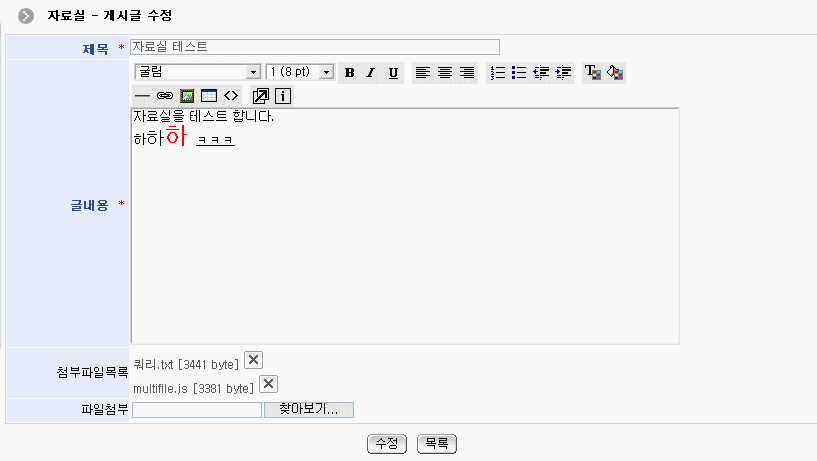 자료실 - 게시글 수정
제목 *
자료실 테스트
굴림 1 (8 pt) B I U
자료실을 테스트 합니다.
하하하 ㅋㅋㅋ
글내용 *
첨부파일목록
쿼리.txt [3441 byte]
multifile.js [3381 byte]
파일첨부
찾아보기...
수정 목록